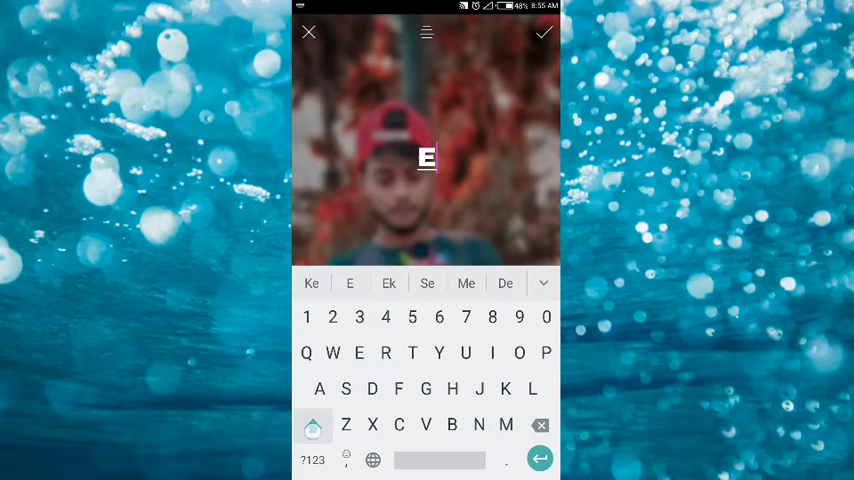 48% 8:55 AM
E
Ke E Ek Se Me De
1 2 3 4 5 6 7 8 9 0
Q W E R T Y U I O P
A S D F G H J K L
Z X C V B N M
?123 , .